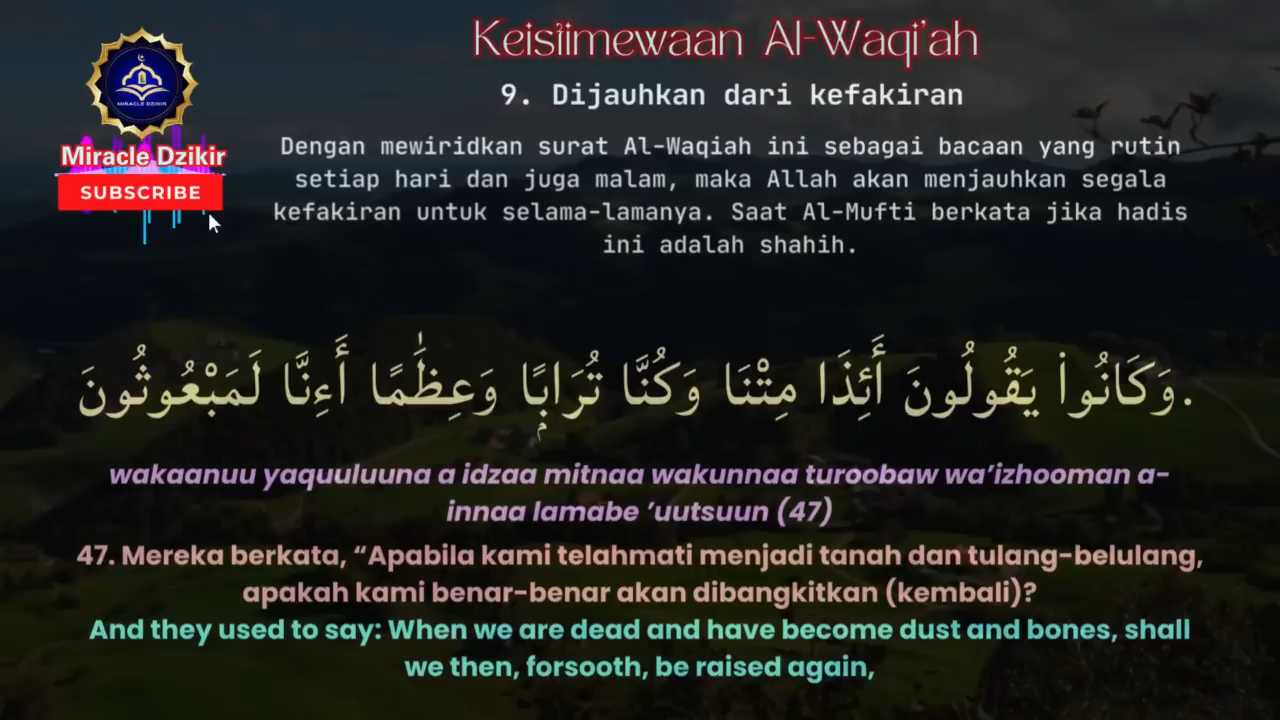 Keistimewaan Al-Waqi'ah
9. Dijauhkan dari kefakiran
MIRACLE DZIKIR
Miracle Dzikir
SUBSCRIBE
Dengan mewiridkan surat Al-Waqiah ini sebagai bacaan yang rutin
setiap hari dan juga malam, maka Allah akan menjauhkan segala
kefakiran untuk selama-lamanya. Saat Al-Mufti berkata jika hadis
ini adalah shahih.
وَكَانُوا۟ يَقُولُونَ أَئِذَا مِتْنَا وَكُنَّا تُرَابًۭا وَعِظَٰمًا أَءِنَّا لَمَبْعُوثُونَ.
wakaanuu yaquuluuna a idzaa mitnaa wakunnaa turoobaw wa’izhooman a-
innaa lamabe ’uutsuun (47)
47. Mereka berkata, “Apabila kami telahmati menjadi tanah dan tulang-belulang,
apakah kami benar-benar akan dibangkitkan (kembali)?
And they used to say: When we are dead and have become dust and bones, shall
we then, forsooth, be raised again,